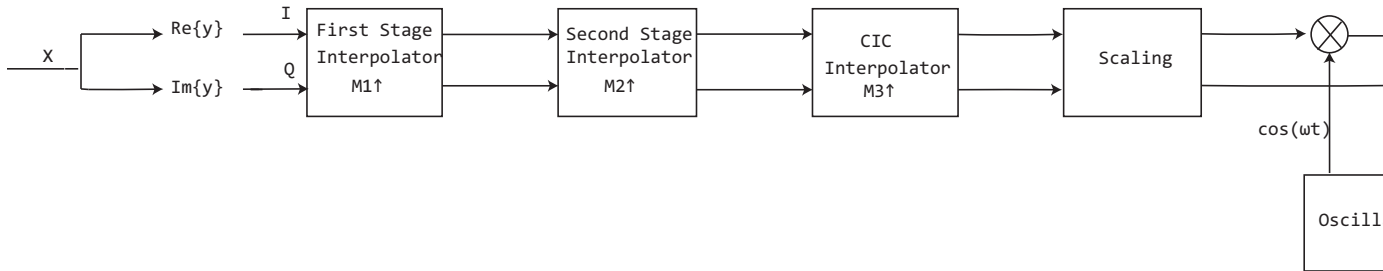 X
Re{y}
Im{y}
I
Q
First Stage
Interpolator
M1↑
Second Stage
Interpolator
M2↑
CIC
Interpolator
M3↑
Scaling
cos(ωt)
Oscill